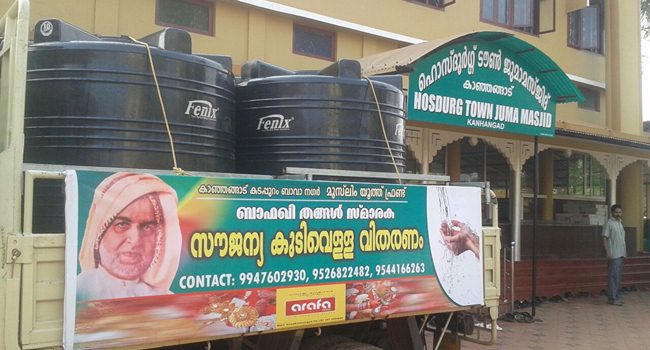 Fenix
Fenix
ഹൊസ്ദുർഗ്ഗ് ടൗൺ ജുമാമസ്ജിദ്
കാഞ്ഞങ്ങാട്
HOSDURG TOWN JUMA MASJID
KANHANGAD
കാഞ്ഞങ്ങാട് കടപ്പുറം ബാവാ നഗർ മുസ്ലിം യൂത്ത് ഫ്രണ്ട്
ബാഫഖി തങ്ങൾ സ്മാരക
സൗജന്യ കുടിവെള്ള വിതരണം
CONTACT: 9947602930, 9526822482, 9544166263
arafa